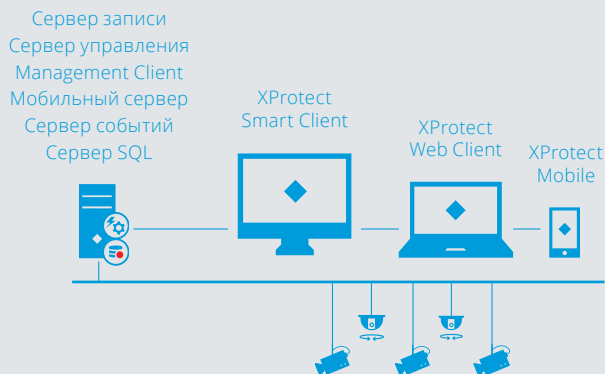 Сервер записи
Сервер управления
Management Client
Мобильный сервер
Сервер событий
Сервер SQL
XProtect
Smart Client
XProtect
Web Client
XProtect
Mobile